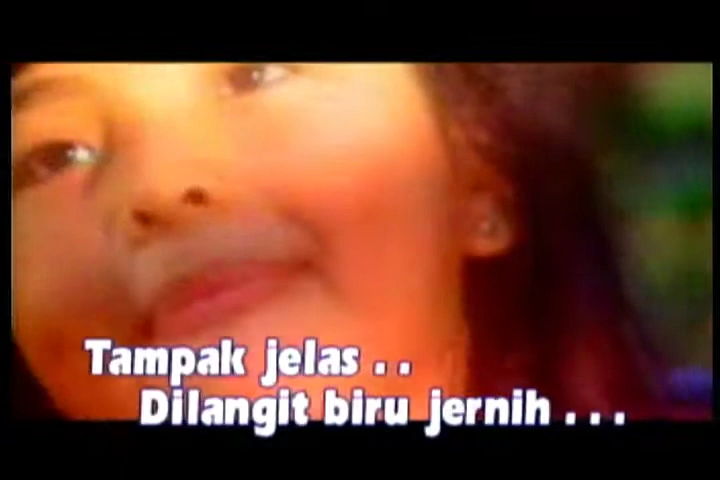 Tampak jelas . .
Dilangit biru jernih . . .